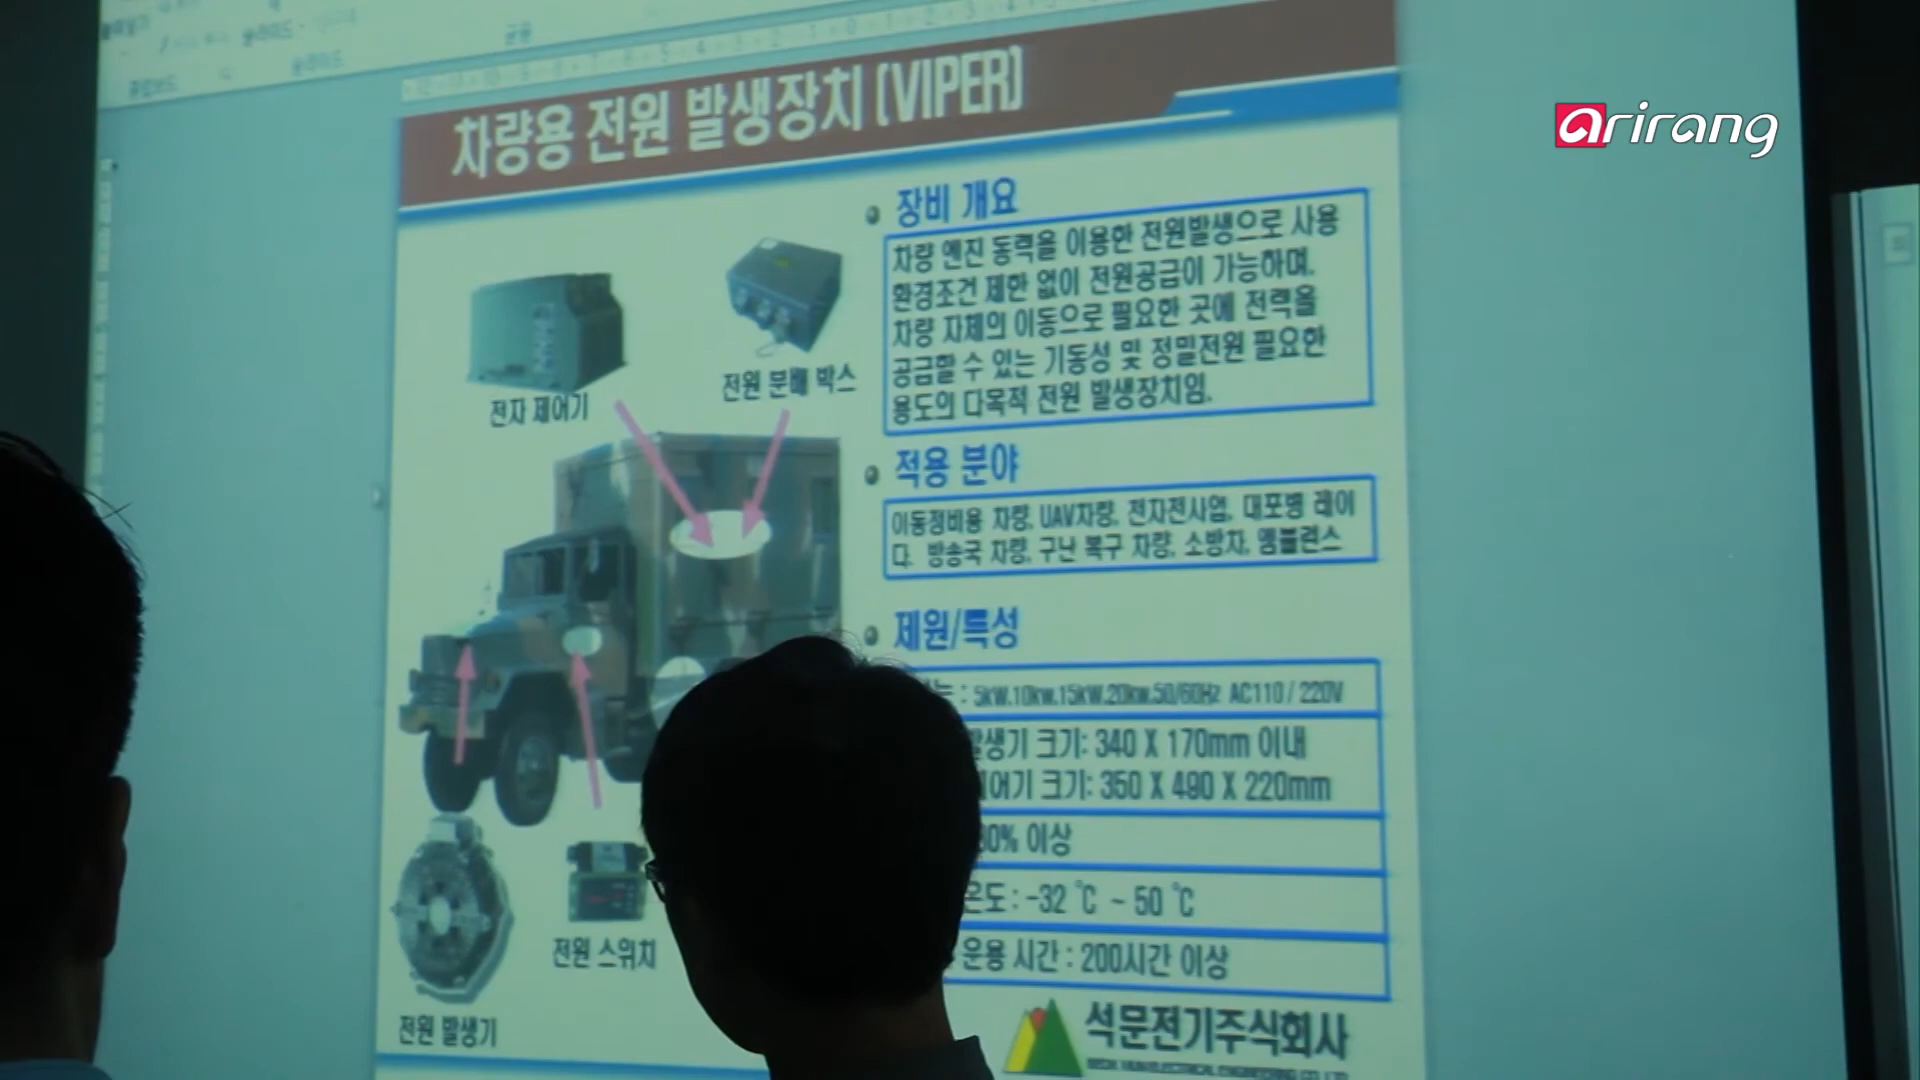 arirang
차량용 전원 발생장치 (VIPER)
장비 개요
차량 엔진 동력을 이용한 전원발생으로 사용
환경조건 제한 없이 전원공급이 가능하며,
차량 자체의 이동으로 필요한 곳에 전력을
공급할 수 있는 기동성 및 정밀전원 필요한
용도의 다목적 전원 발생장치임.
전자 제어기
전원 분배 박스
적용 분야
이동정비용 차량, UAV차량, 전자전사업, 대포병 레이
다, 방송국 차량, 구난 복구 차량, 소방차, 엠블런스
제원/특성
: 5kW,10kw,15kW,20kw,50/60Hz AC110 / 220V
발생기 크기: 340 X 170mm 이내
제어기 크기: 350 X 490 X 220mm
80% 이상
온도 : -32 ℃ ~ 50 ℃
운용 시간 : 200시간 이상
전원 스위치
전원 발생기
석문전기주식회사